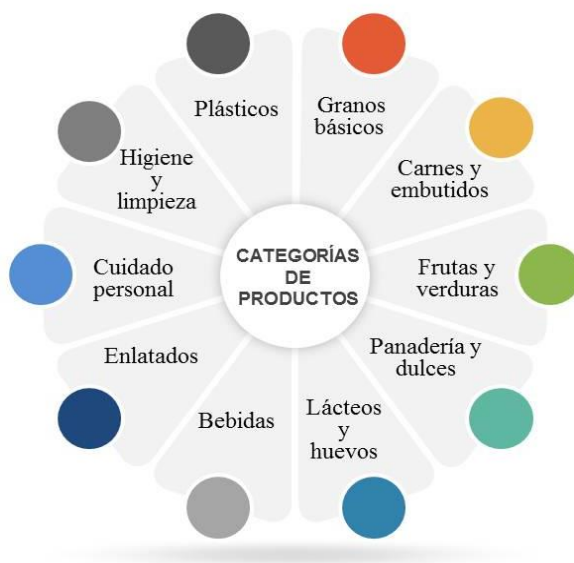 CATEGORÍAS
DE
PRODUCTOS
Granos
básicos
Carnes y
embutidos
Frutas y
verduras
Panadería y
dulces
Lácteos
y
huevos
Bebidas
Enlatados
Cuidado
personal
Higiene
y
limpieza
Plásticos